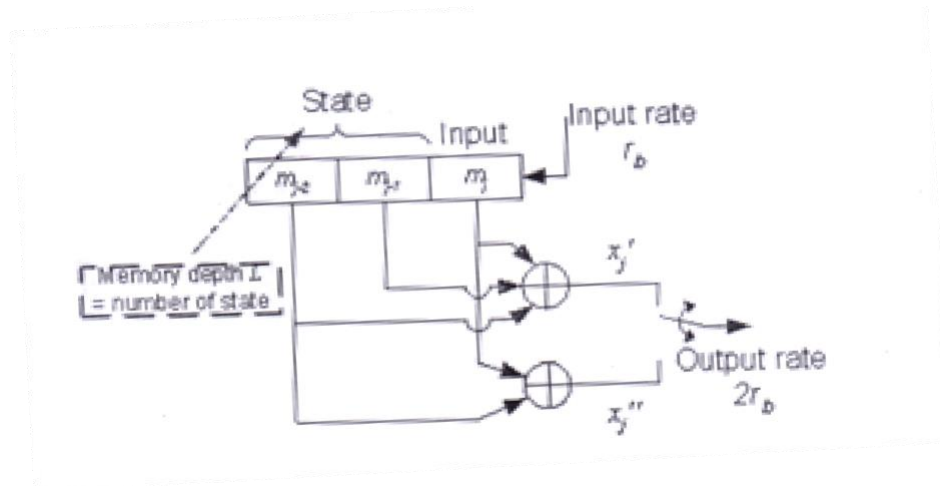 State
Input
Input rate
r_b
m_{j-2} m_{j-1} m_j
x_j'
Memory depth L
= number of state
Output rate
2r_b
x_j''